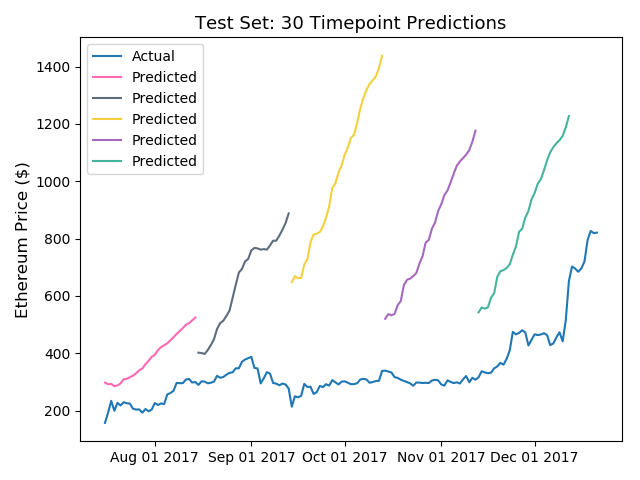 Test Set: 30 Timepoint Predictions
Actual
Predicted
Predicted
Predicted
Predicted
Predicted
Ethereum Price ($)
1400
1200
1000
800
600
400
200
Aug 01 2017 Sep 01 2017 Oct 01 2017 Nov 01 2017 Dec 01 2017